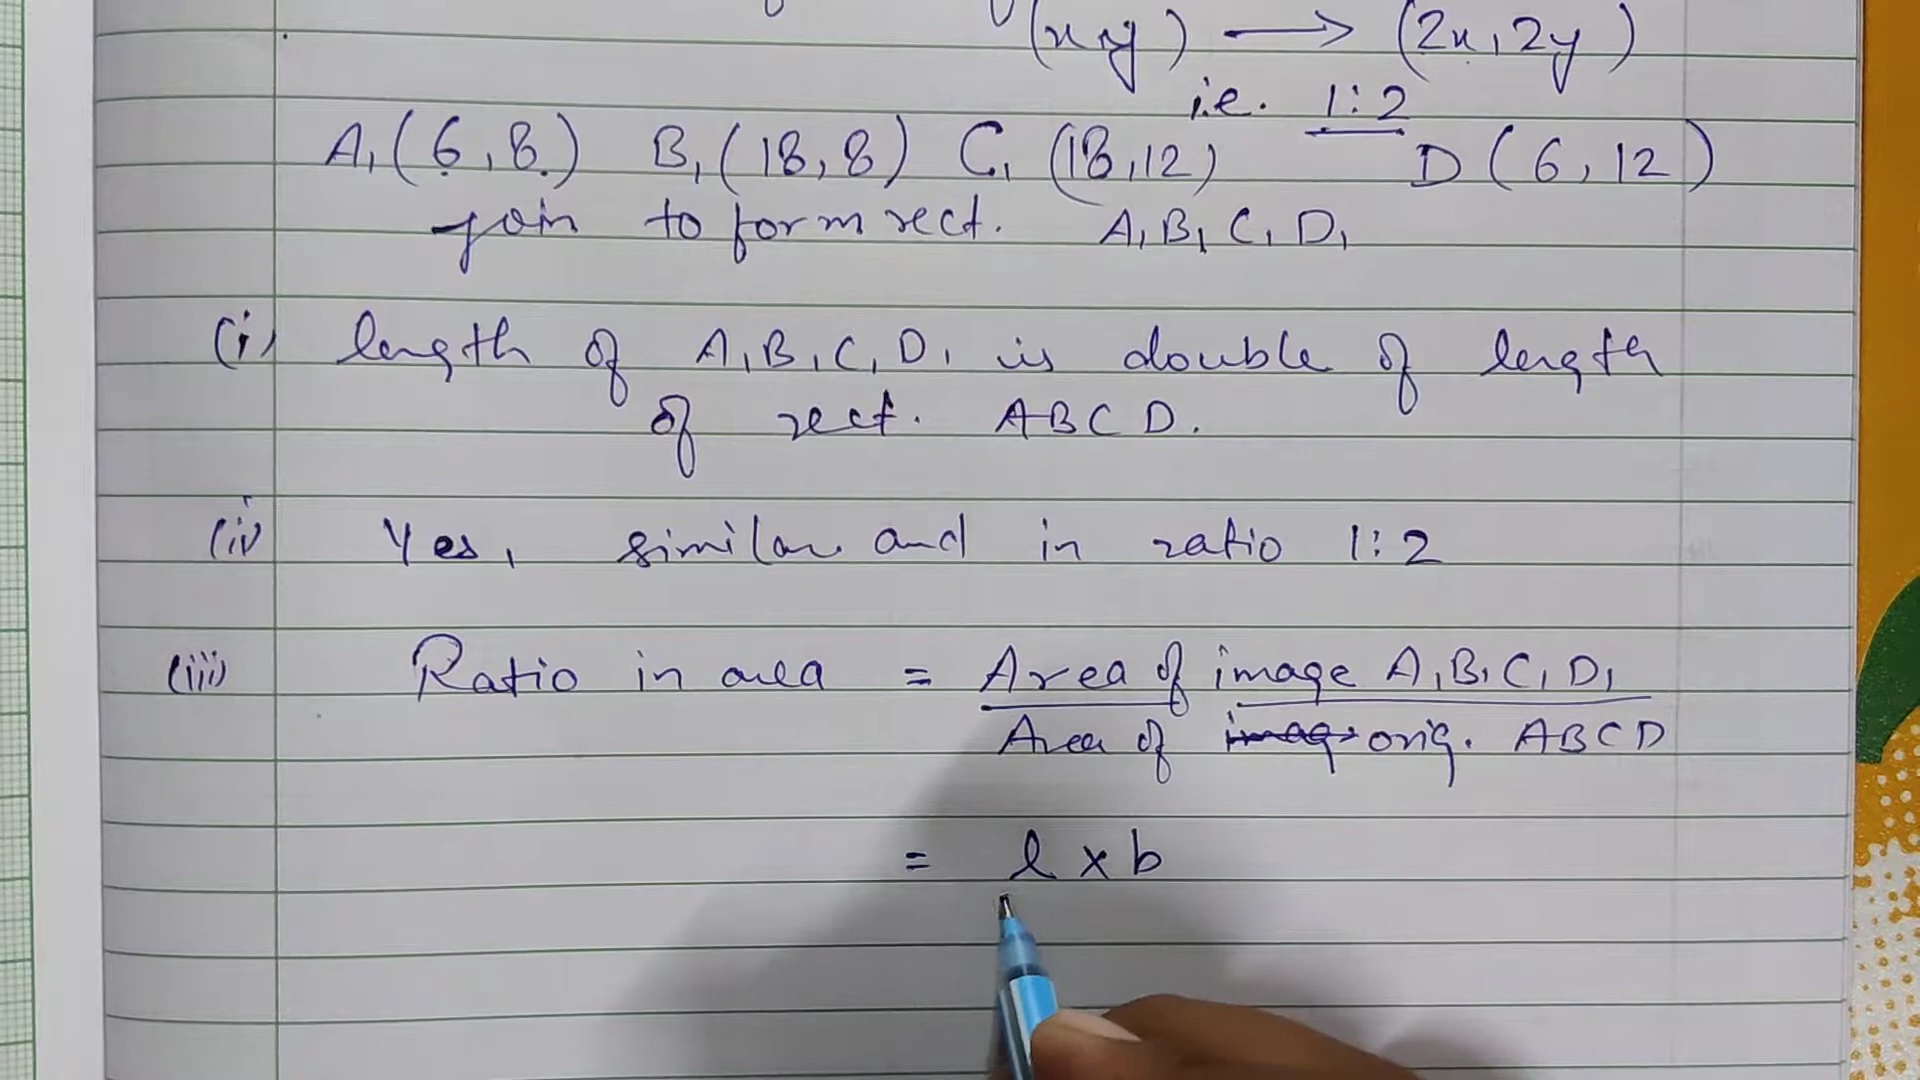 (x,y) → (2x, 2y)
i.e. 1:2
A₁(6,8) B₁(18,8) C₁(18,12) D(6,12)
join to form rect. A₁B₁C₁D₁
(i) length of A₁B₁C₁D₁ is double of length
of rect. ABCD.
(iv) Yes, similar and in ratio 1:2
(iii) Ratio in area = Area of image A₁B₁C₁D₁
Area of orig. ABCD
= l × b